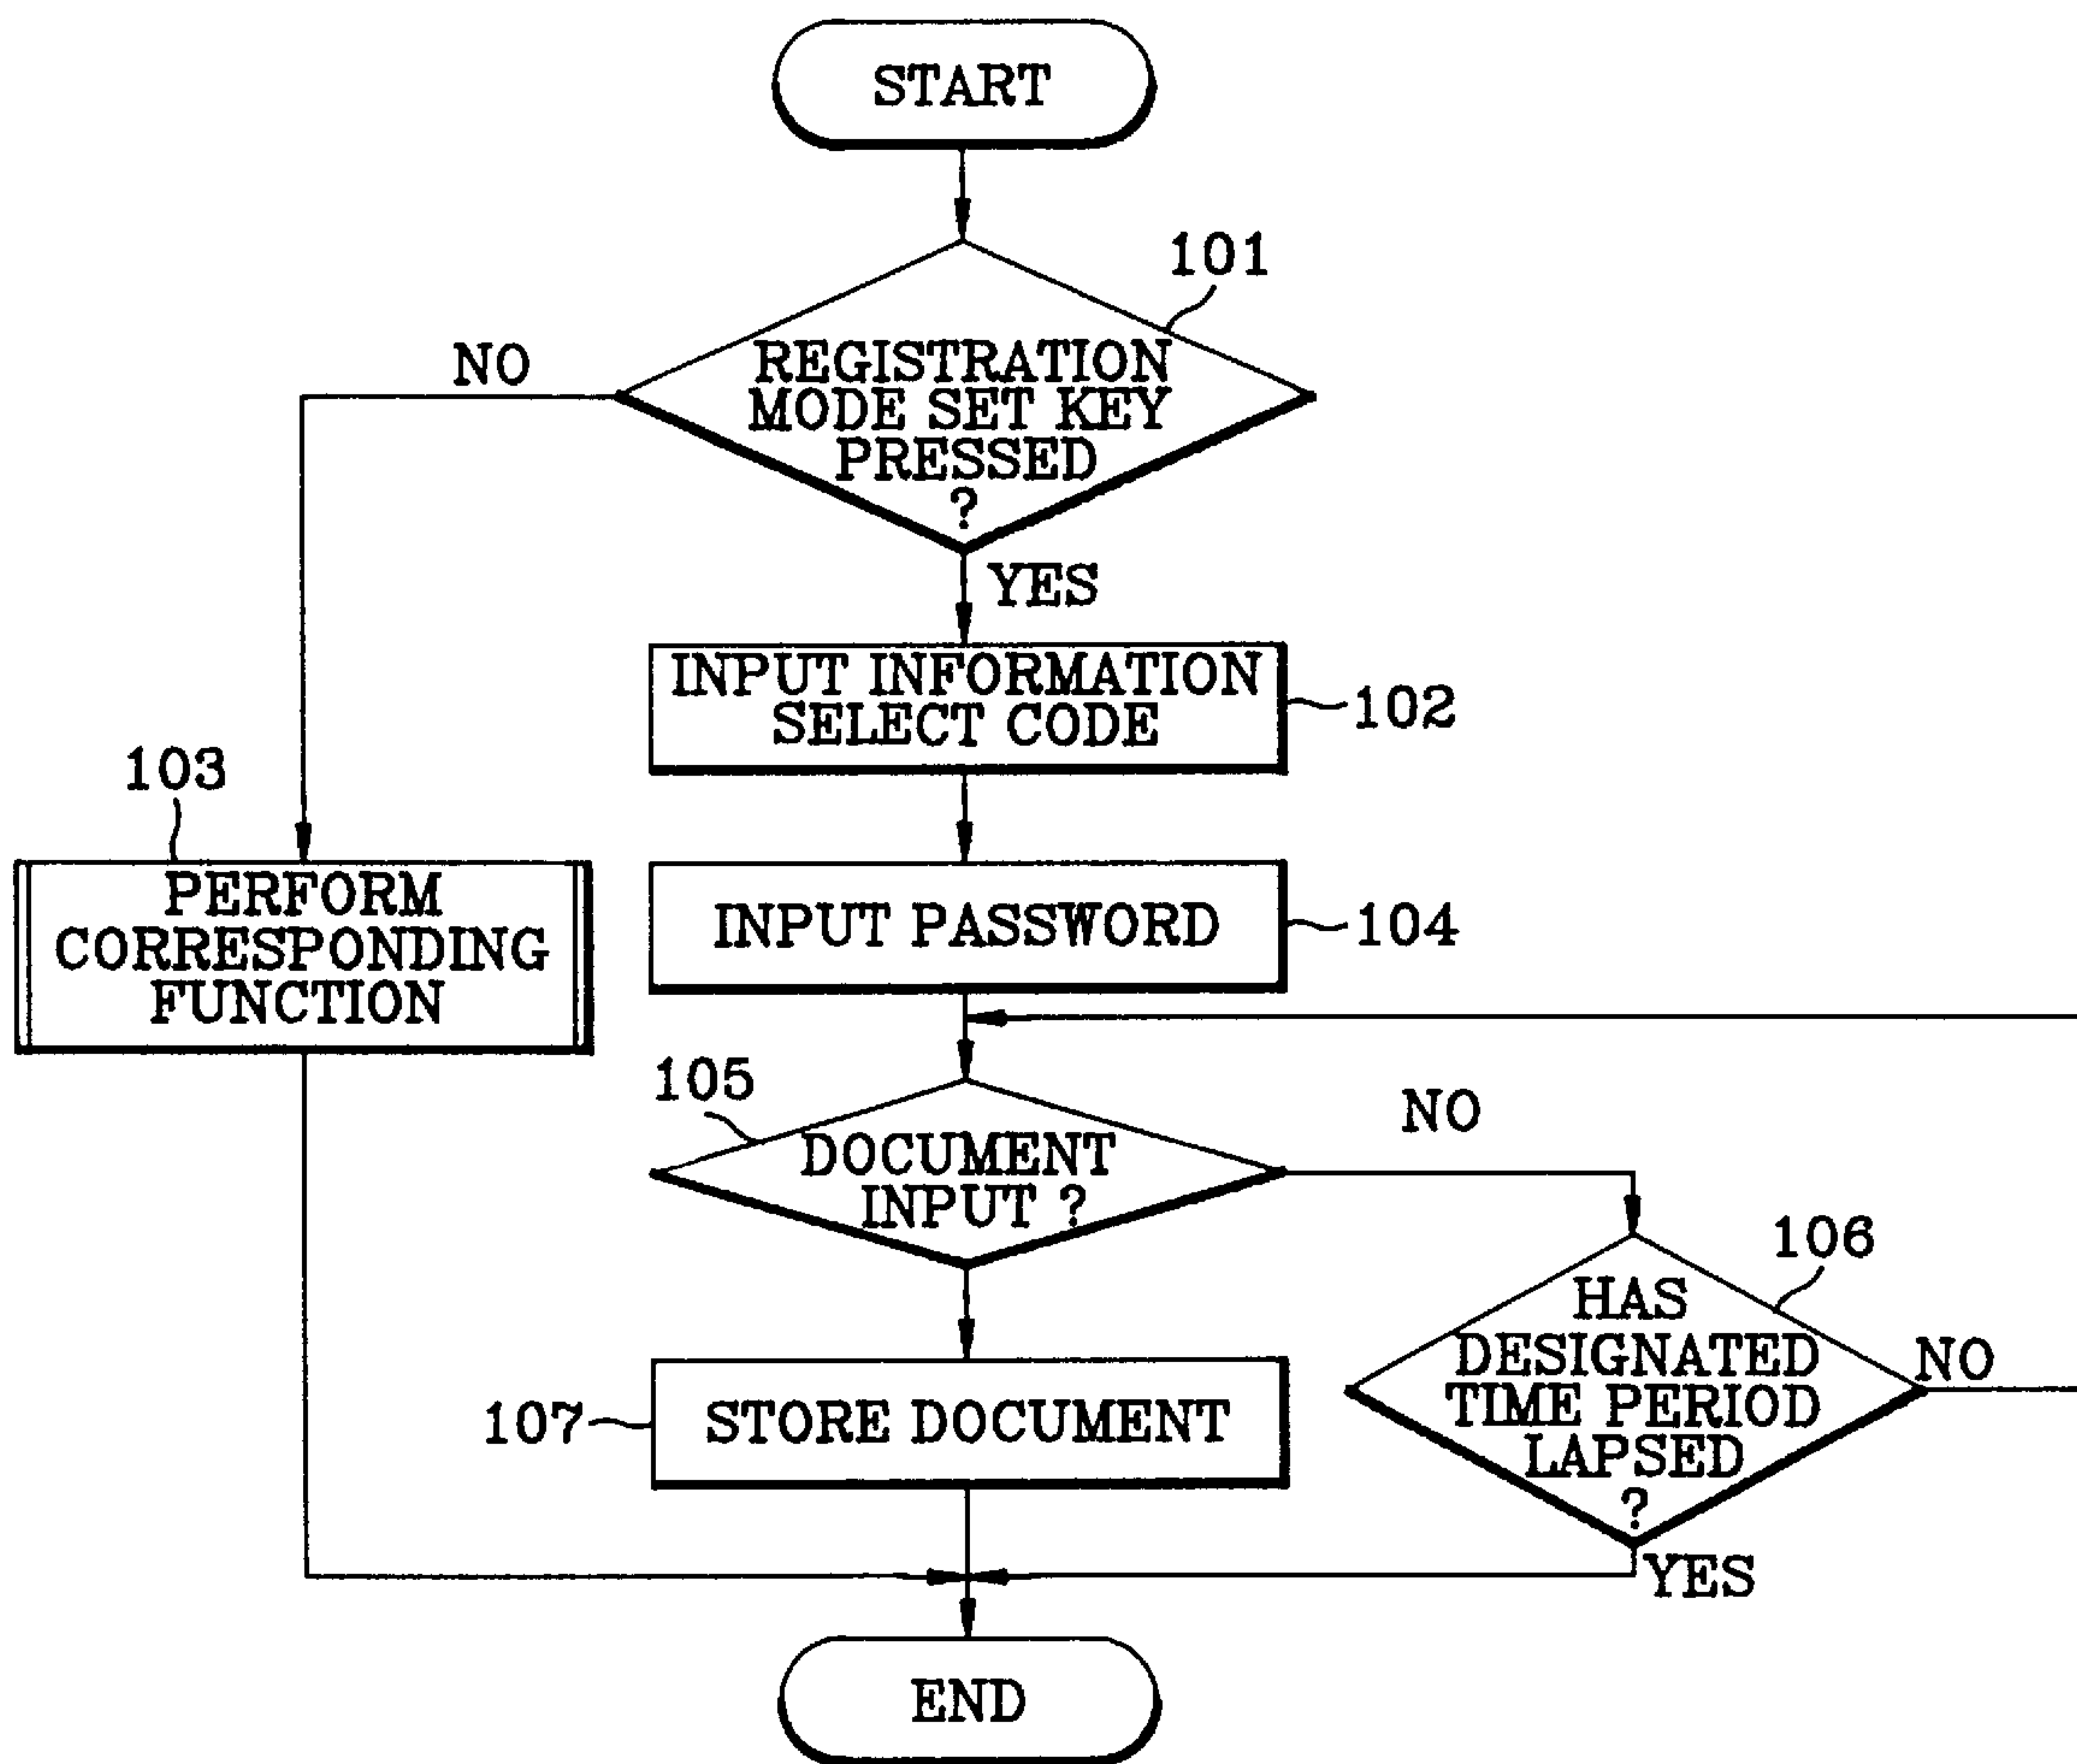 START
101
NO
REGISTRATION
MODE SET KEY
PRESSED
?
YES
INPUT INFORMATION
SELECT CODE
102
103
PERFORM
CORRESPONDING
FUNCTION
INPUT PASSWORD
104
105
NO
DOCUMENT
INPUT ?
106
HAS
DESIGNATED
TIME PERIOD
LAPSED
?
NO
YES
107
STORE DOCUMENT
END